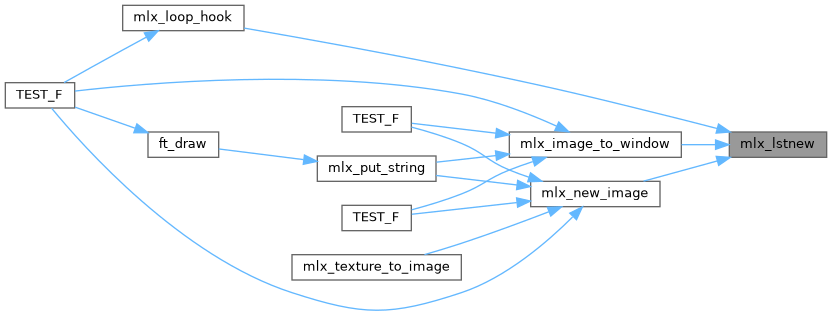 mlx_loop_hook
TEST_F
TEST_F
ft_draw
mlx_image_to_window
mlx_lstnew
mlx_put_string
mlx_new_image
TEST_F
mlx_texture_to_image